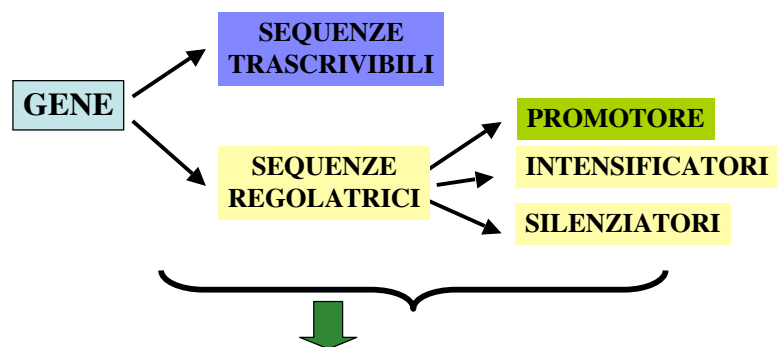 SEQUENZE
TRASCRIVIBILI
GENE
PROMOTORE
SEQUENZE
REGOLATRICI
INTENSIFICATORI
SILENZIATORI